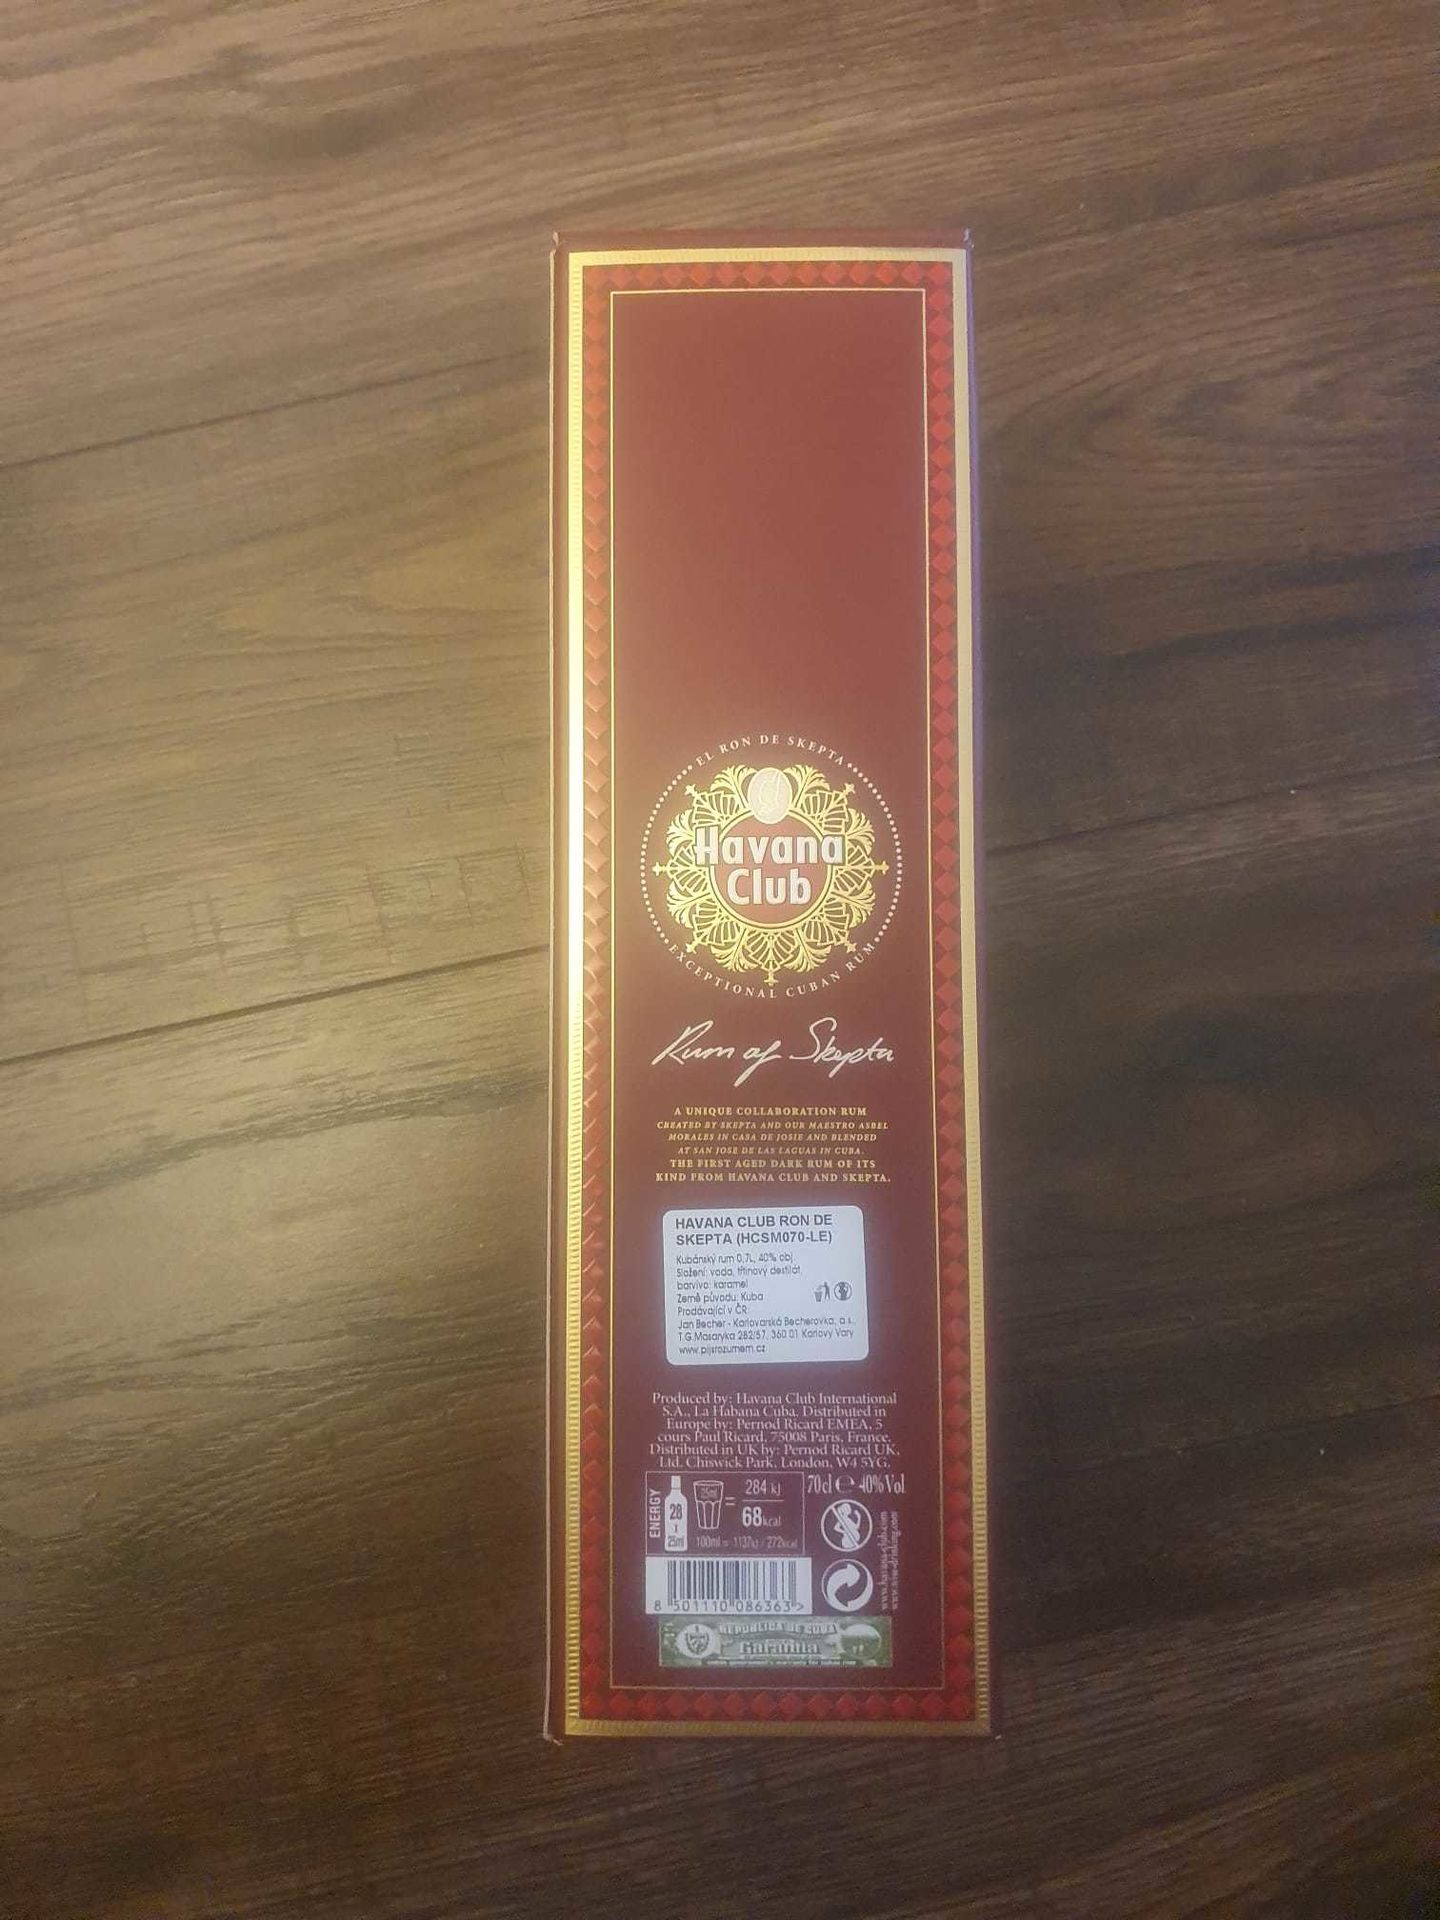 EL RON DE SKEPTA
Havana
Club
EXCEPTIONAL CUBAN RUM
Rum of Skepta
A UNIQUE COLLABORATION RUM
CREATED BY SKEPTA AND OUR MAESTRO ASBEL
MORALES IN CASA DE JOSIE AND BLENDED
AT SAN JOSE DE LAS LAGUAS IN CUBA.
THE FIRST AGED DARK RUM OF ITS
KIND FROM HAVANA CLUB AND SKEPTA.
HAVANA CLUB RON DE
SKEPTA (HCSM070-LE)
Kubánský rum 0,7L, 40% obj.
Složení: voda, třtinový destilát,
barvivo: karamel
Země původu: Kuba
Prodávající v ČR:
Jan Becher - Karlovarská Becherovka, a.s.,
T.G.Masaryka 282/57, 360 01 Karlovy Vary
www.pijsrozumem.cz
Produced by: Havana Club International
S.A., La Habana Cuba. Distributed in
Europe by: Pernod Ricard EMEA, 5
cours Paul Ricard, 75008 Paris, France.
Distributed in UK by: Pernod Ricard UK,
Ltd. Chiswick Park, London, W4 5YG.
ENERGY
28
x
25ml
25ml
=
284 kJ
68kcal
100ml = 1137kJ / 272kcal
70cl e 40%Vol
www.havana-club.com
8 501110 086363 >
REPUBLICA DE CUBA
Garantia